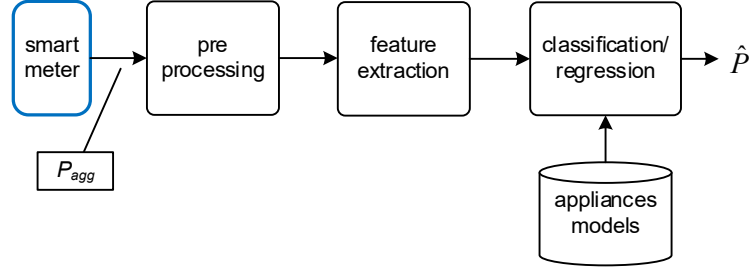 smart
meter
pre
processing
feature
extraction
classification/
regression
P̂
P_agg
appliances
models